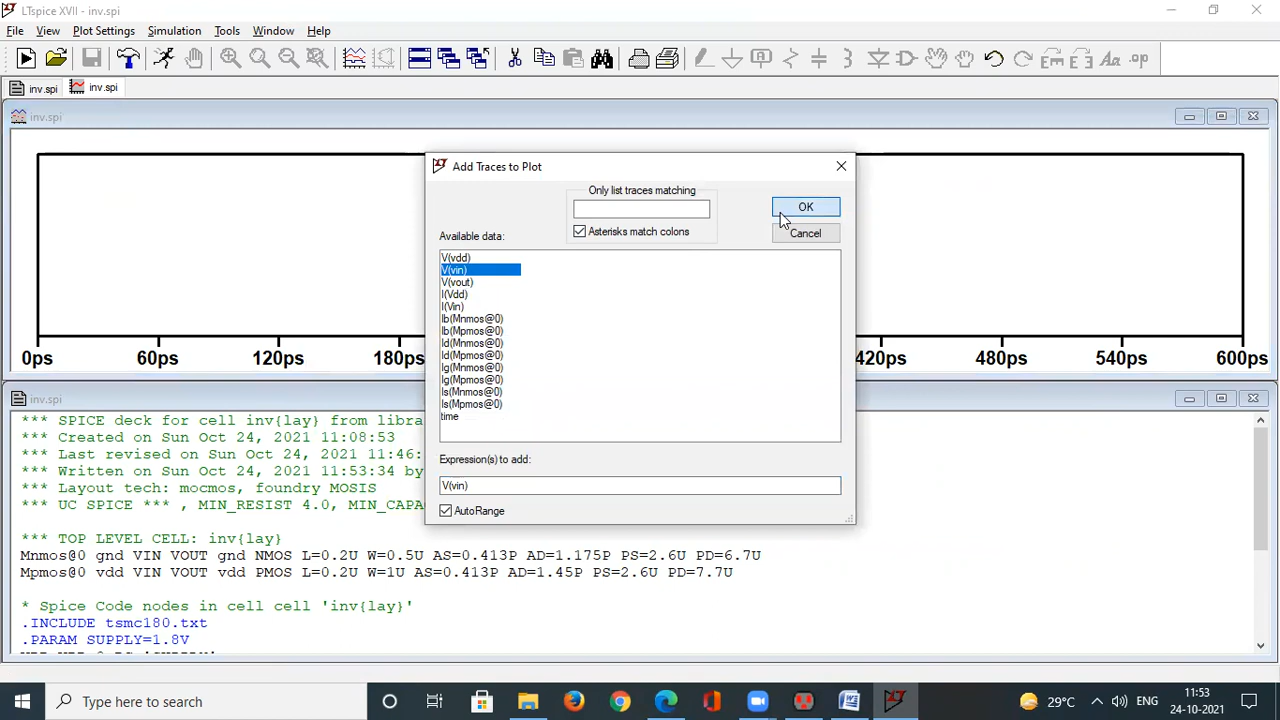 LTspice XVII - inv.spi
File View Plot Settings Simulation Tools Window Help
inv.spi inv.spi
inv.spi
Add Traces to Plot
Only list traces matching
OK
Asterisks match colons
Cancel
Available data:
V(vdd)
V(vin)
V(vout)
I(Vdd)
I(Vin)
Ib(Mnmos@0)
Ib(Mpmos@0)
Id(Mnmos@0)
Id(Mpmos@0)
Ig(Mnmos@0)
Ig(Mpmos@0)
Is(Mnmos@0)
Is(Mpmos@0)
time
Expression(s) to add:
V(vin)
AutoRange
0ps 60ps 120ps 180ps 420ps 480ps 540ps 600ps
inv.spi
*** SPICE deck for cell inv{lay} from libra
*** Created on Sun Oct 24, 2021 11:08:53
*** Last revised on Sun Oct 24, 2021 11:46:
*** Written on Sun Oct 24, 2021 11:53:34 by
*** Layout tech: mocmos, foundry MOSIS
*** UC SPICE *** , MIN_RESIST 4.0, MIN_CAPA
*** TOP LEVEL CELL: inv{lay}
Mnmos@0 gnd VIN VOUT gnd NMOS L=0.2U W=0.5U AS=0.413P AD=1.175P PS=2.6U PD=6.7U
Mpmos@0 vdd VIN VOUT vdd PMOS L=0.2U W=1U AS=0.413P AD=1.45P PS=2.6U PD=7.7U
* Spice Code nodes in cell cell 'inv{lay}'
.INCLUDE tsmc180.txt
.PARAM SUPPLY=1.8V
Type here to search
29°C ENG
11:53
24-10-2021